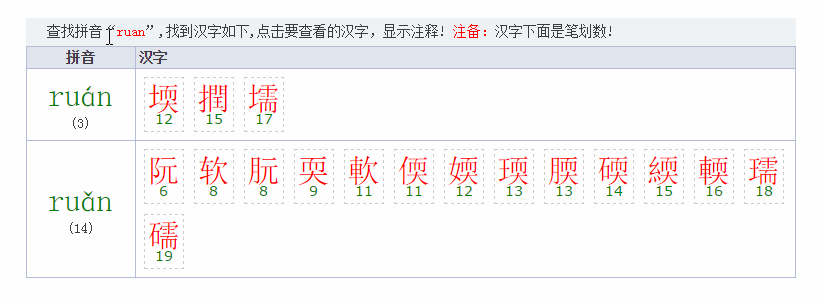 查找拼音“ruan”,找到汉字如下,点击要查看的汉字，显示注释! 注备：汉字下面是笔划数!
拼音 汉字
ruán 堧 撋 壖
(3) 12 15 17
ruǎn 阮 软 朊 耎 軟 偄 媆 瑌 腝 碝 緛 輭 瓀
6 8 8 9 11 11 12 13 13 14 15 16 18
(14) 礝
19